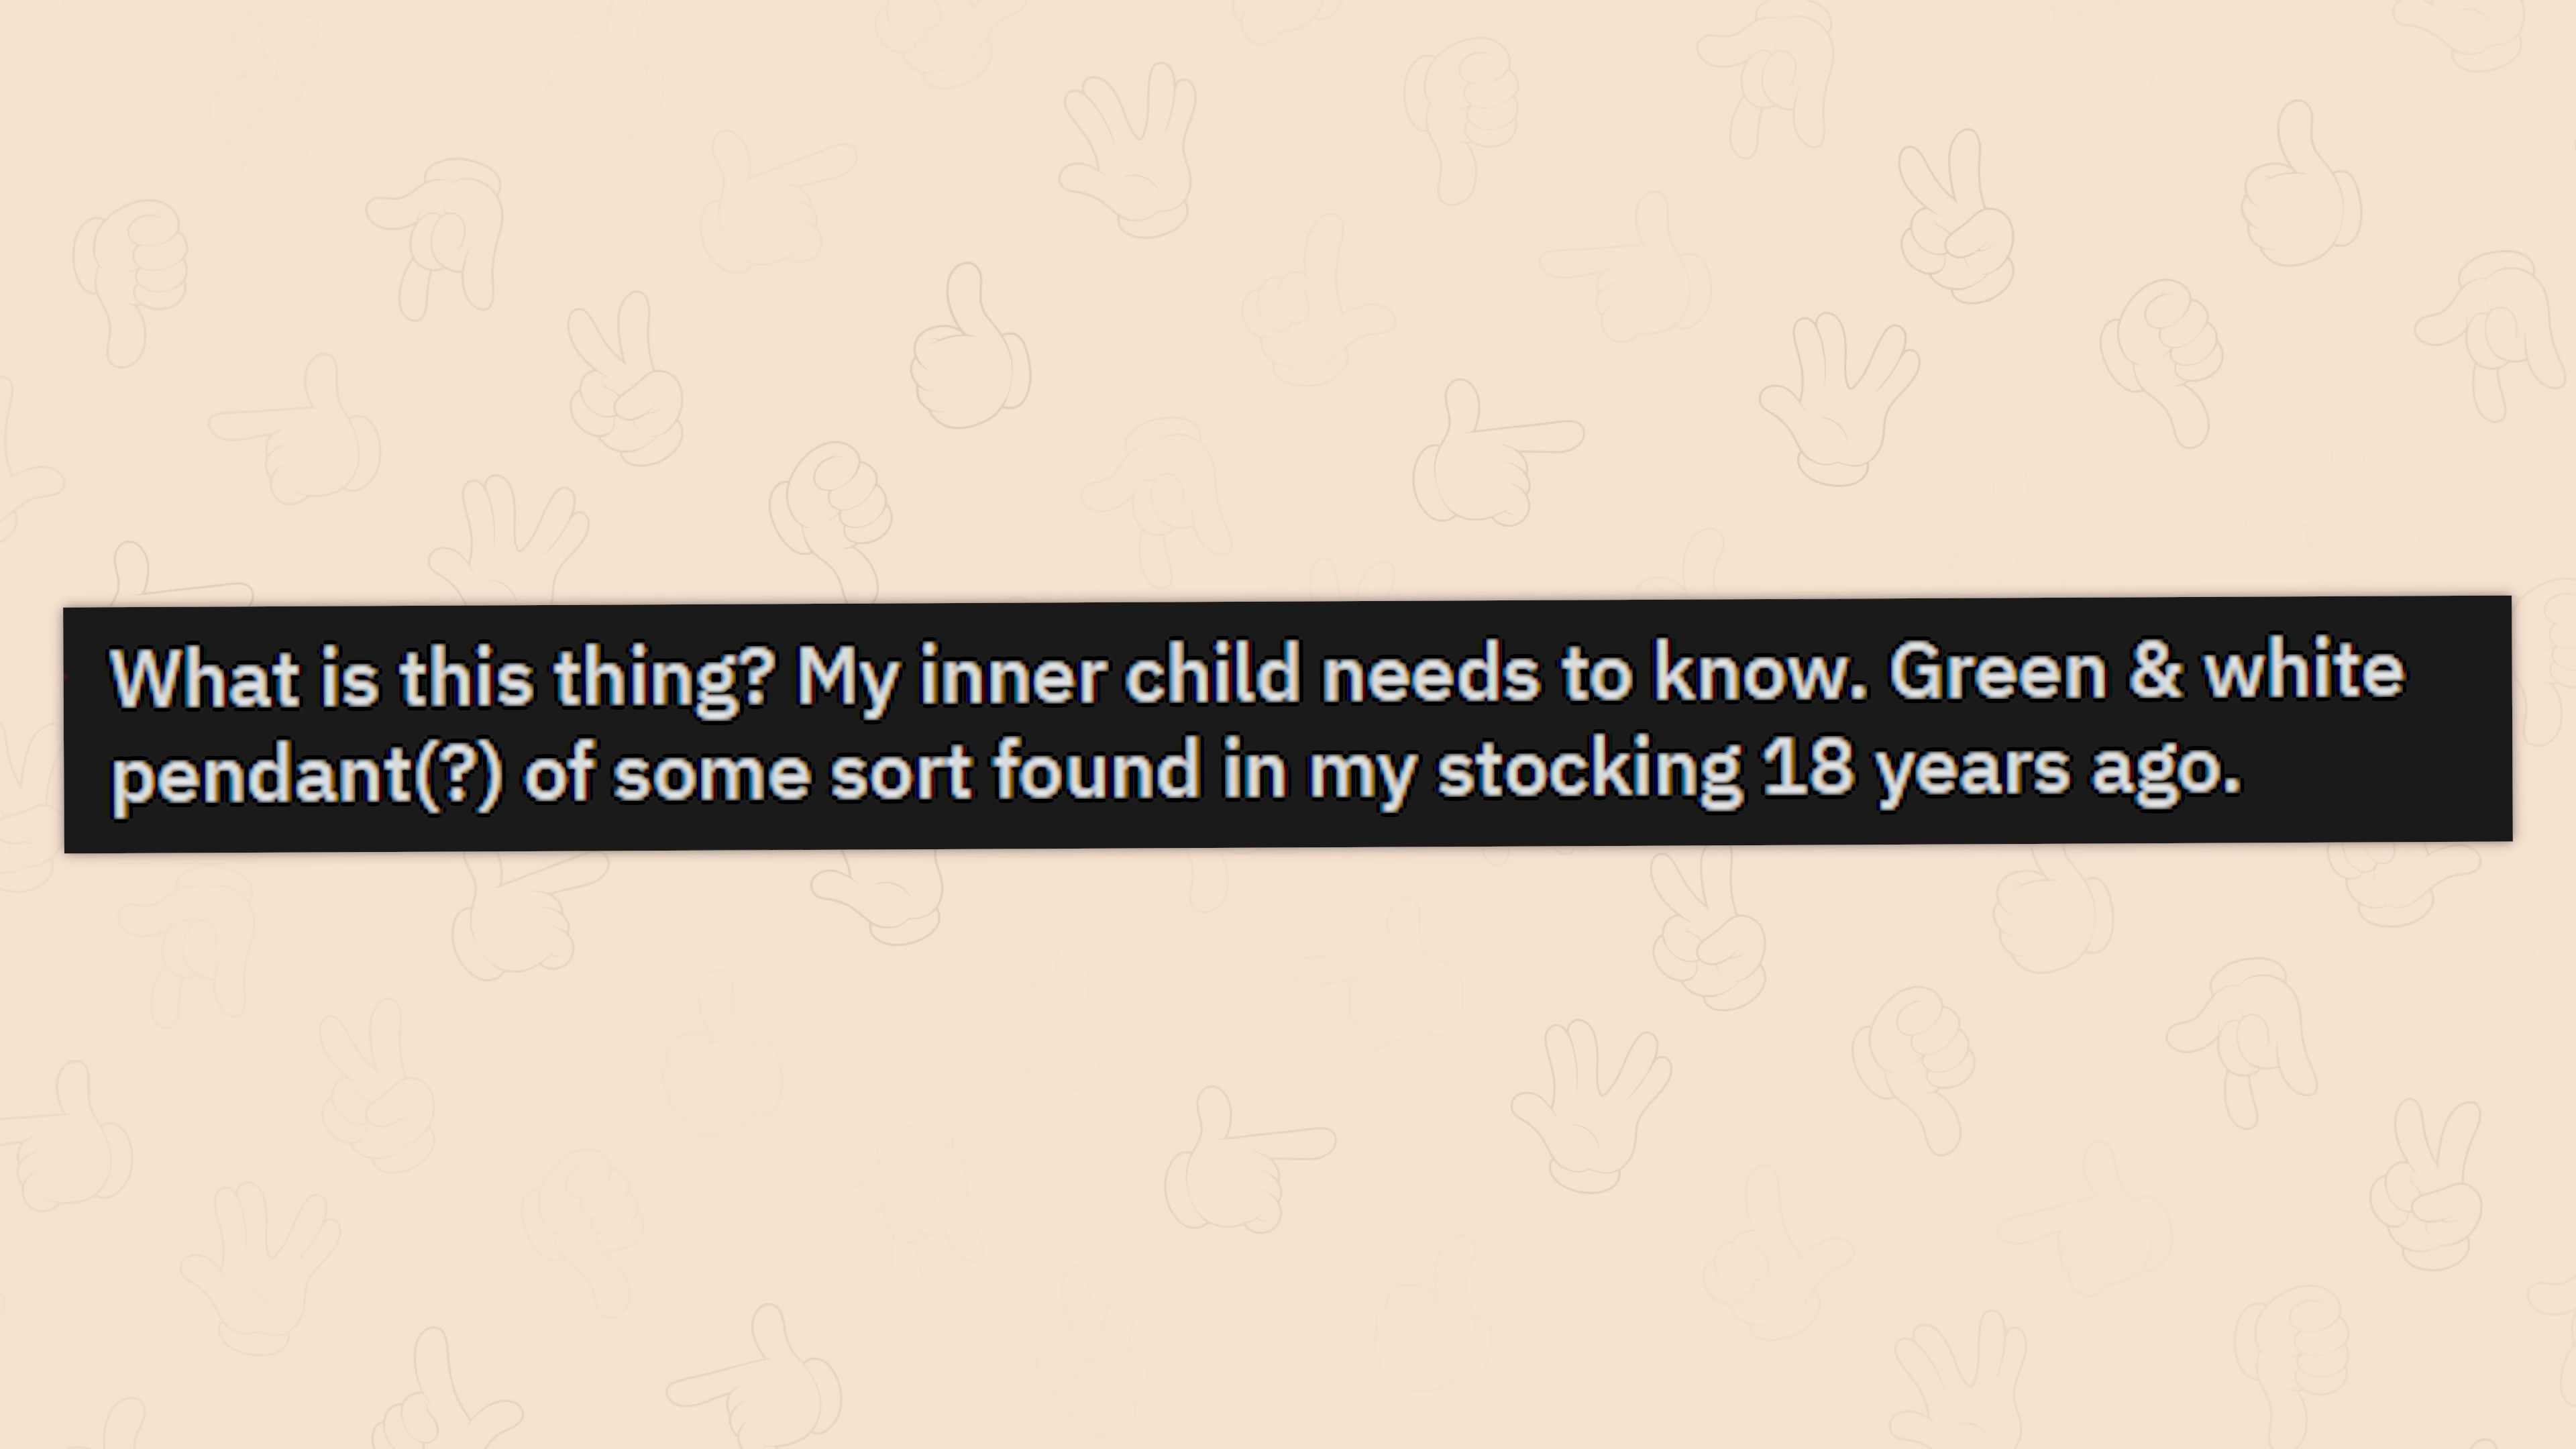 What is this thing? My inner child needs to know. Green & white
pendant(?) of some sort found in my stocking 18 years ago.